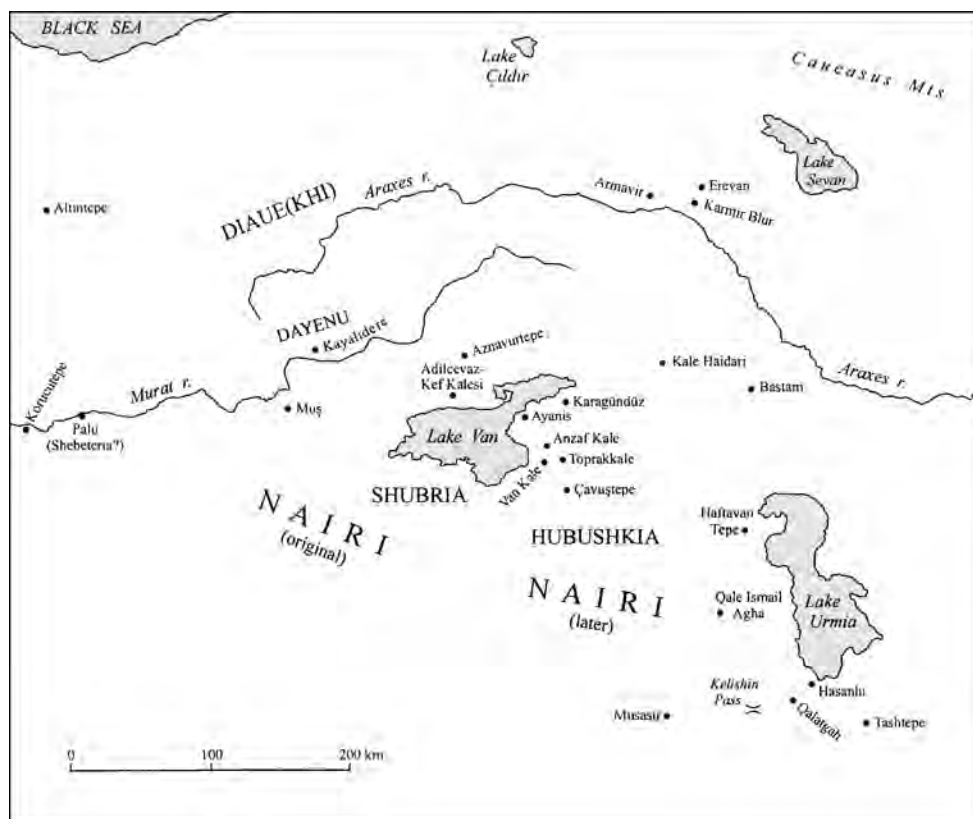 BLACK SEA
Lake
Çıldır
Caucasus Mts
Lake
Sevan
DIAUE(KHI)
Araxes r.
Armavir
Erevan
Karmir Blur
Altıntepe
DAYENU
Kayalıdere
Aznavurtepe
Adilcevaz-
Kef Kalesi
Kale Haidari
Bastam
Araxes r.
Korucutepe
Murat r.
Palu
(Shebeteria?)
Muş
Karagündüz
Ayanis
Lake Van
Anzaf Kale
Toprakkale
Van Kale
Çavuştepe
SHUBRIA
NAIRI
(original)
HUBUSHKIA
Haftavan
Tepe
NAIRI
(later)
Qale Ismail
Agha
Lake
Urmia
Kelishin
Pass
Hasanlu
Musasir
Qalatgah
Tashtepe
0 100 200 km